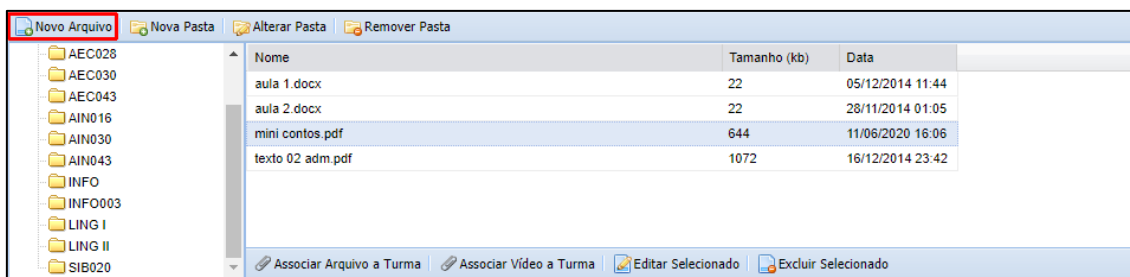 Novo Arquivo Nova Pasta Alterar Pasta Remover Pasta
AEC028
AEC030
AEC043
AIN016
AIN030
AIN043
INFO
INFO003
LING I
LING II
SIB020
Nome Tamanho (kb) Data
aula 1.docx 22 05/12/2014 11:44
aula 2.docx 22 28/11/2014 01:05
mini contos.pdf 644 11/06/2020 16:06
texto 02 adm.pdf 1072 16/12/2014 23:42
Associar Arquivo a Turma Associar Vídeo a Turma Editar Selecionado Excluir Selecionado